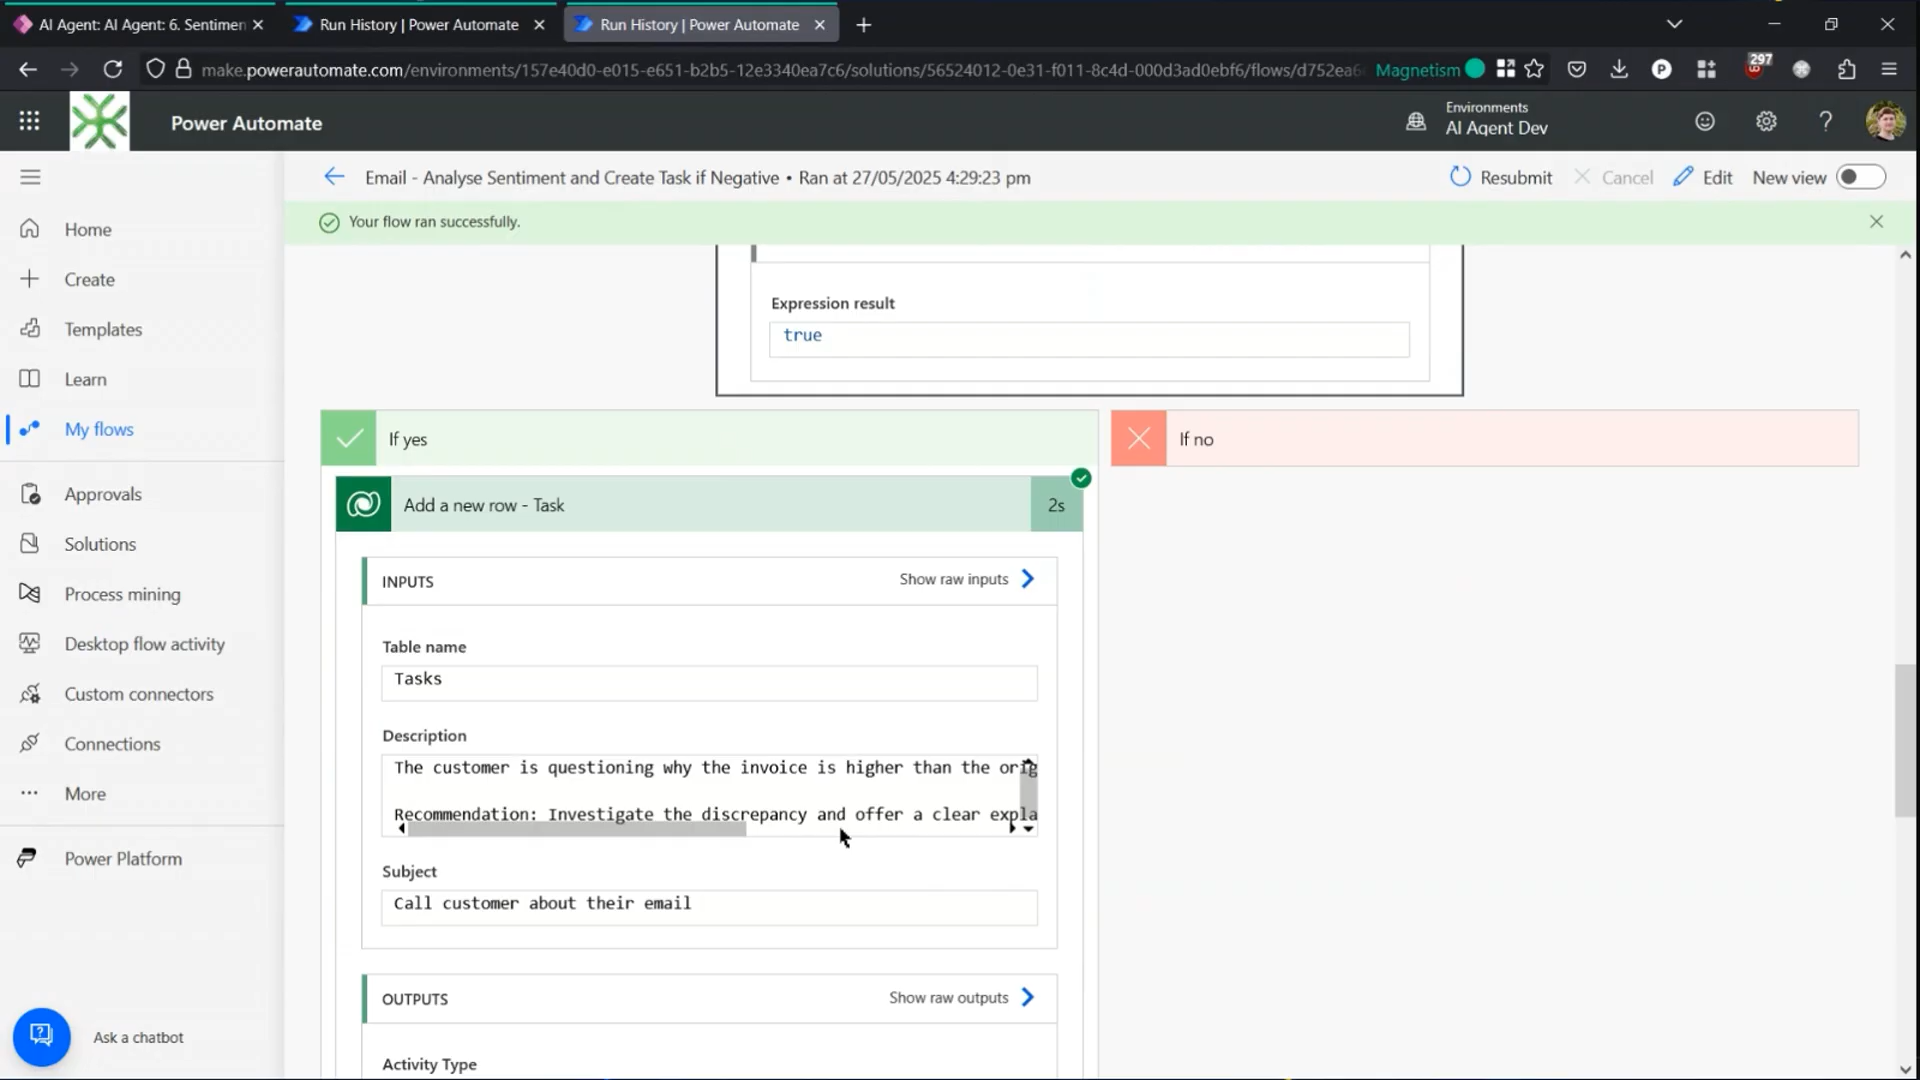 AI Agent: AI Agent: 6. Sentimen
Run History | Power Automate
Run History | Power Automate
make.powerautomate.com/environments/157e40d0-e015-e651-b2b5-12e3340ea7c6/solutions/56524012-0e31-f011-8c4d-000d3ad0ebf6/flows/d752ea6
Magnetism
297
Power Automate
Environments
AI Agent Dev
Email - Analyse Sentiment and Create Task if Negative • Ran at 27/05/2025 4:29:23 pm
Resubmit
Cancel
Edit
New view
Your flow ran successfully.
Home
Create
Templates
Learn
My flows
Approvals
Solutions
Process mining
Desktop flow activity
Custom connectors
Connections
More
Power Platform
Ask a chatbot
Expression result
true
If yes
If no
Add a new row - Task
2s
INPUTS
Show raw inputs
Table name
Tasks
Description
The customer is questioning why the invoice is higher than the orig
Recommendation: Investigate the discrepancy and offer a clear expla
Subject
Call customer about their email
OUTPUTS
Show raw outputs
Activity Type